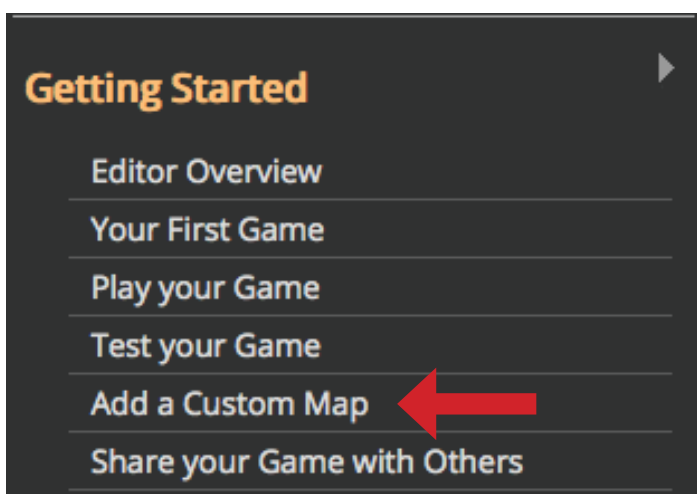 Getting Started
Editor Overview
Your First Game
Play your Game
Test your Game
Add a Custom Map
Share your Game with Others